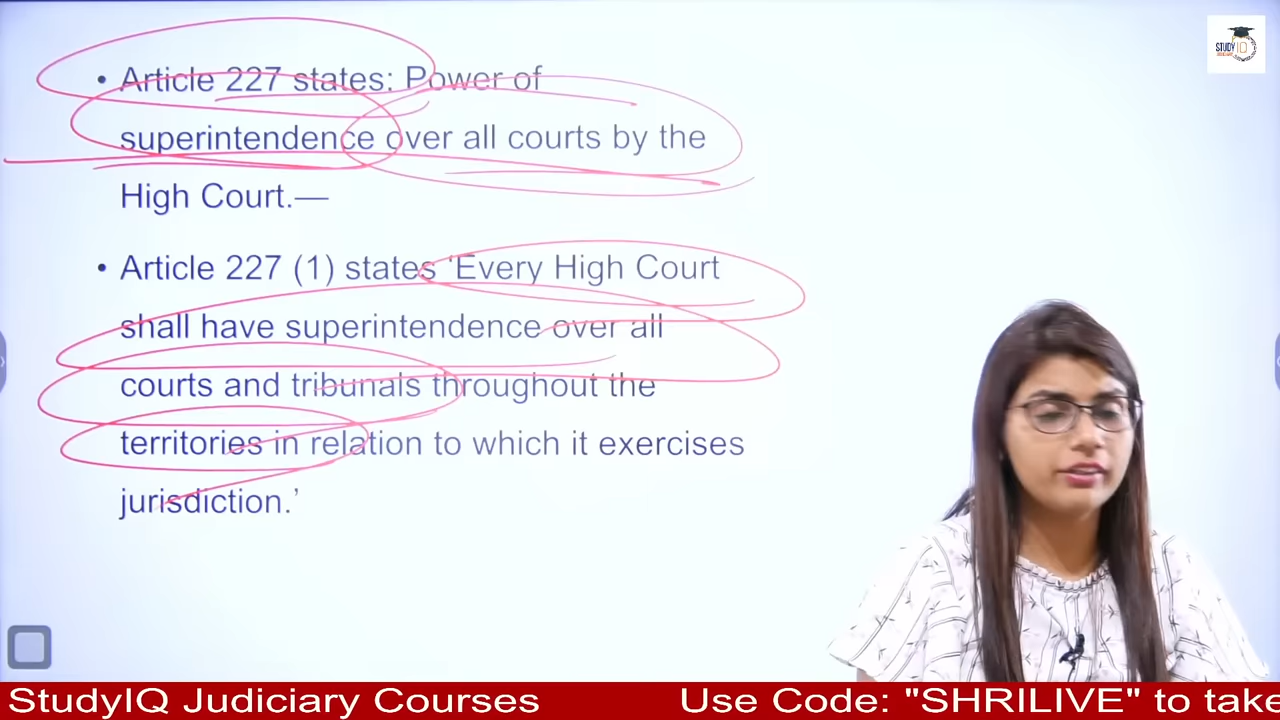 STUDY IQ
• Article 227 states: Power of
superintendence over all courts by the
High Court.—
• Article 227 (1) states ‘Every High Court
shall have superintendence over all
courts and tribunals throughout the
territories in relation to which it exercises
jurisdiction.’
StudyIQ Judiciary Courses Use Code: "SHRILIVE" to take